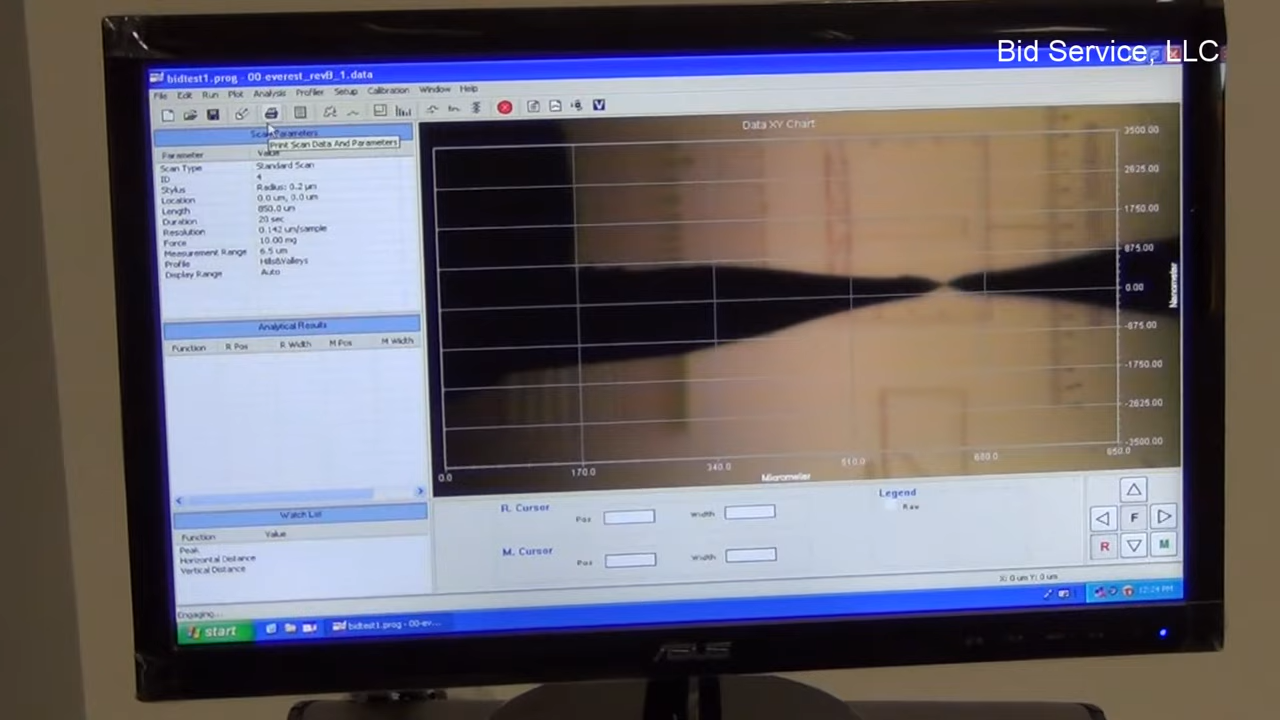 Bid Service, LLC
bidtest1.prog - 00-everest_revB_1.data
File Edit Run Plot Analysis Profiler Setup Calibration Window Help
Scan Parameters
Print Scan Data And Parameters
Parameter Value
Scan Type Standard Scan
ID 4
Stylus Radius: 0.2 µm
Location 0.0 um, 0.0 um
Length 850.0 um
Duration 20 sec
Resolution 0.142 um/sample
Force 10.00 mg
Measurement Range 6.5 um
Profile Hills&Valleys
Display Range Auto
Analytical Results
Function R Pos R Width M Pos M Width
Watch List
Function Value
Peak
Horizontal Distance
Vertical Distance
Engaging...
Data XY Chart
3500.00
2625.00
1750.00
875.00
0.00
-875.00
-1750.00
-2625.00
-3500.00
Nanometer
0.0 170.0 340.0 510.0 680.0 850.0
Micrometer
R. Cursor
Pos Width
M. Cursor
Pos Width
Legend
Raw
F
R M
X: 0 um Y: 0 um
start
bidtest1.prog - 00-ev...
12:24 PM
ASUS